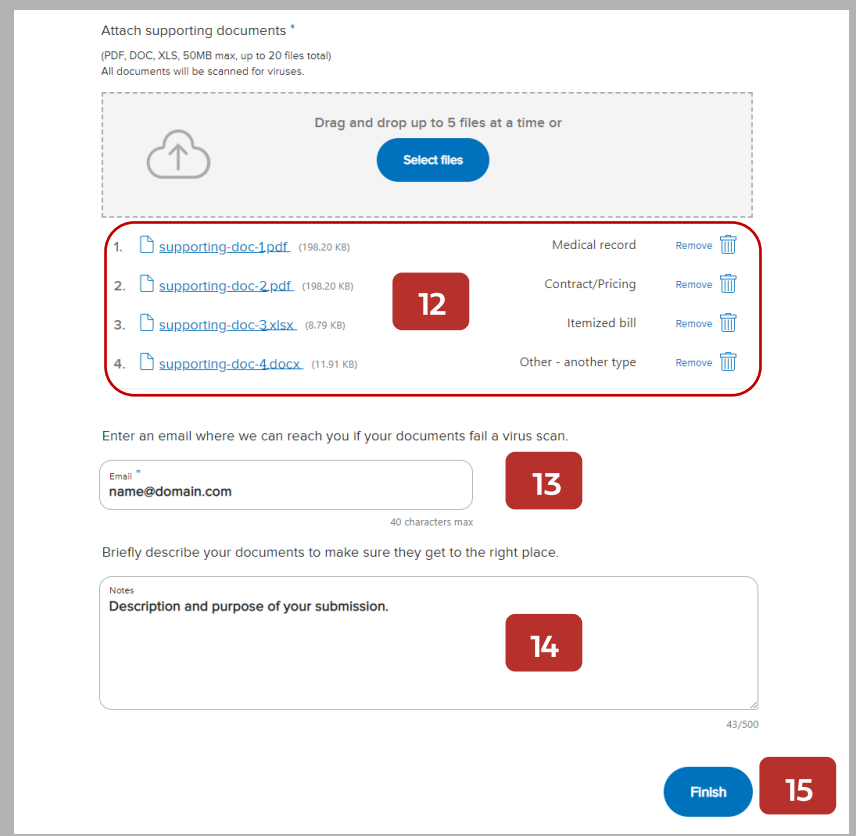 Attach supporting documents *
(PDF, DOC, XLS, 50MB max, up to 20 files total)
All documents will be scanned for viruses.
Drag and drop up to 5 files at a time or
Select files
1. supporting-doc-1.pdf (198.20 KB) Medical record Remove
2. supporting-doc-2.pdf (198.20 KB) Contract/Pricing Remove
12
3. supporting-doc-3.xlsx (8.79 KB) Itemized bill Remove
4. supporting-doc-4.docx (11.91 KB) Other - another type Remove
Enter an email where we can reach you if your documents fail a virus scan.
Email *
name@domain.com
13
40 characters max
Briefly describe your documents to make sure they get to the right place.
Notes
Description and purpose of your submission.
14
43/500
Finish
15